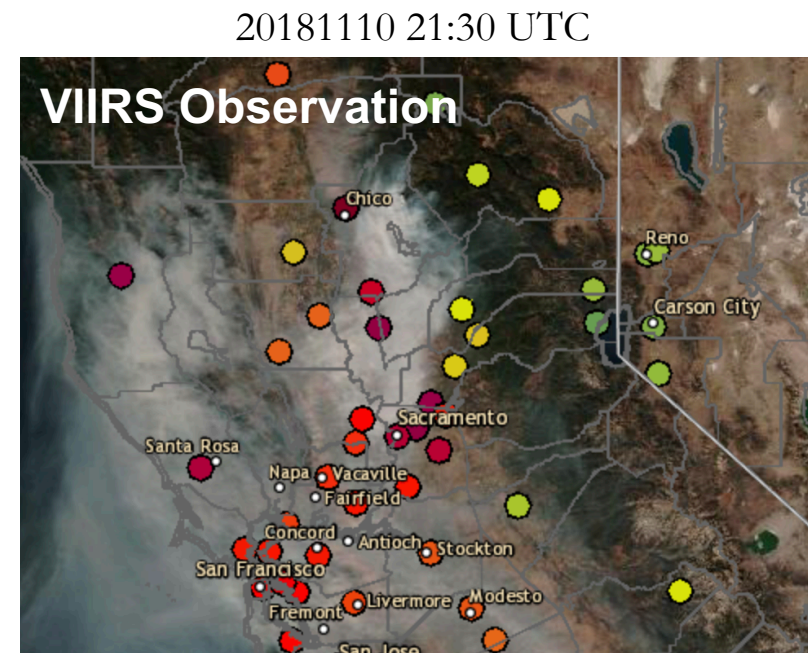 20181110 21:30 UTC
VIIRS Observation
Chico
Reno
Carson City
Sacramento
Santa Rosa
Napa
Vacaville
Fairfield
Concord
Antioch
Stockton
San Francisco
Livermore
Modesto
Fremont
San Jose